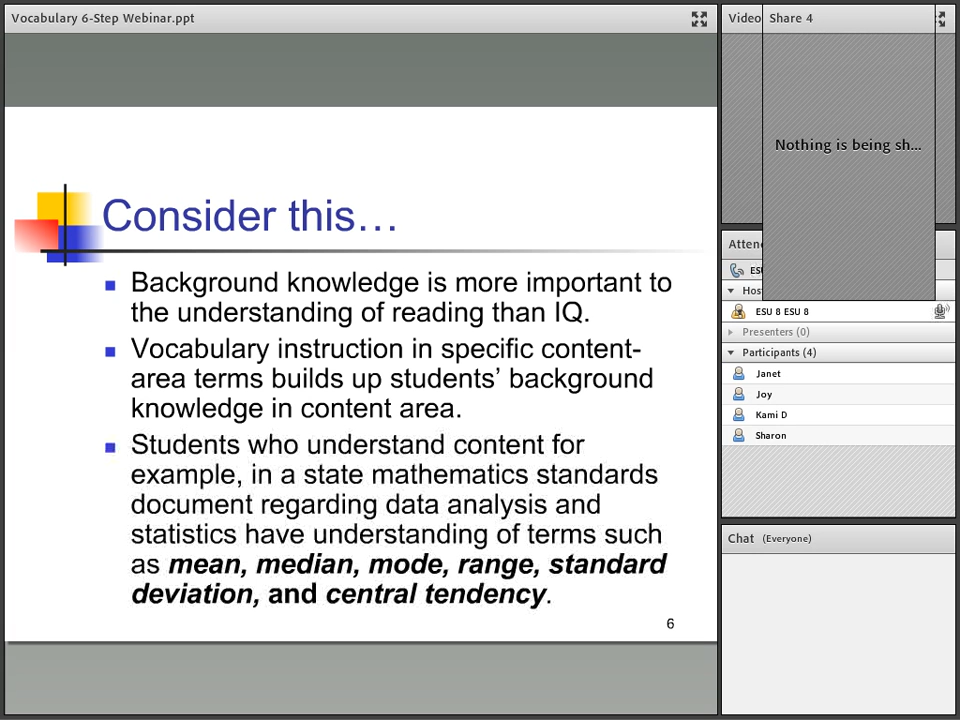 Vocabulary 6-Step Webinar.ppt
Consider this…
Background knowledge is more important to
the understanding of reading than IQ.
Vocabulary instruction in specific content-
area terms builds up students’ background
knowledge in content area.
Students who understand content for
example, in a state mathematics standards
document regarding data analysis and
statistics have understanding of terms such
as mean, median, mode, range, standard
deviation, and central tendency.
6
Video
Share 4
Nothing is being sh...
Atten
ESU
Hos
ESU 8 ESU 8
Presenters (0)
Participants (4)
Janet
Joy
Kami D
Sharon
Chat (Everyone)